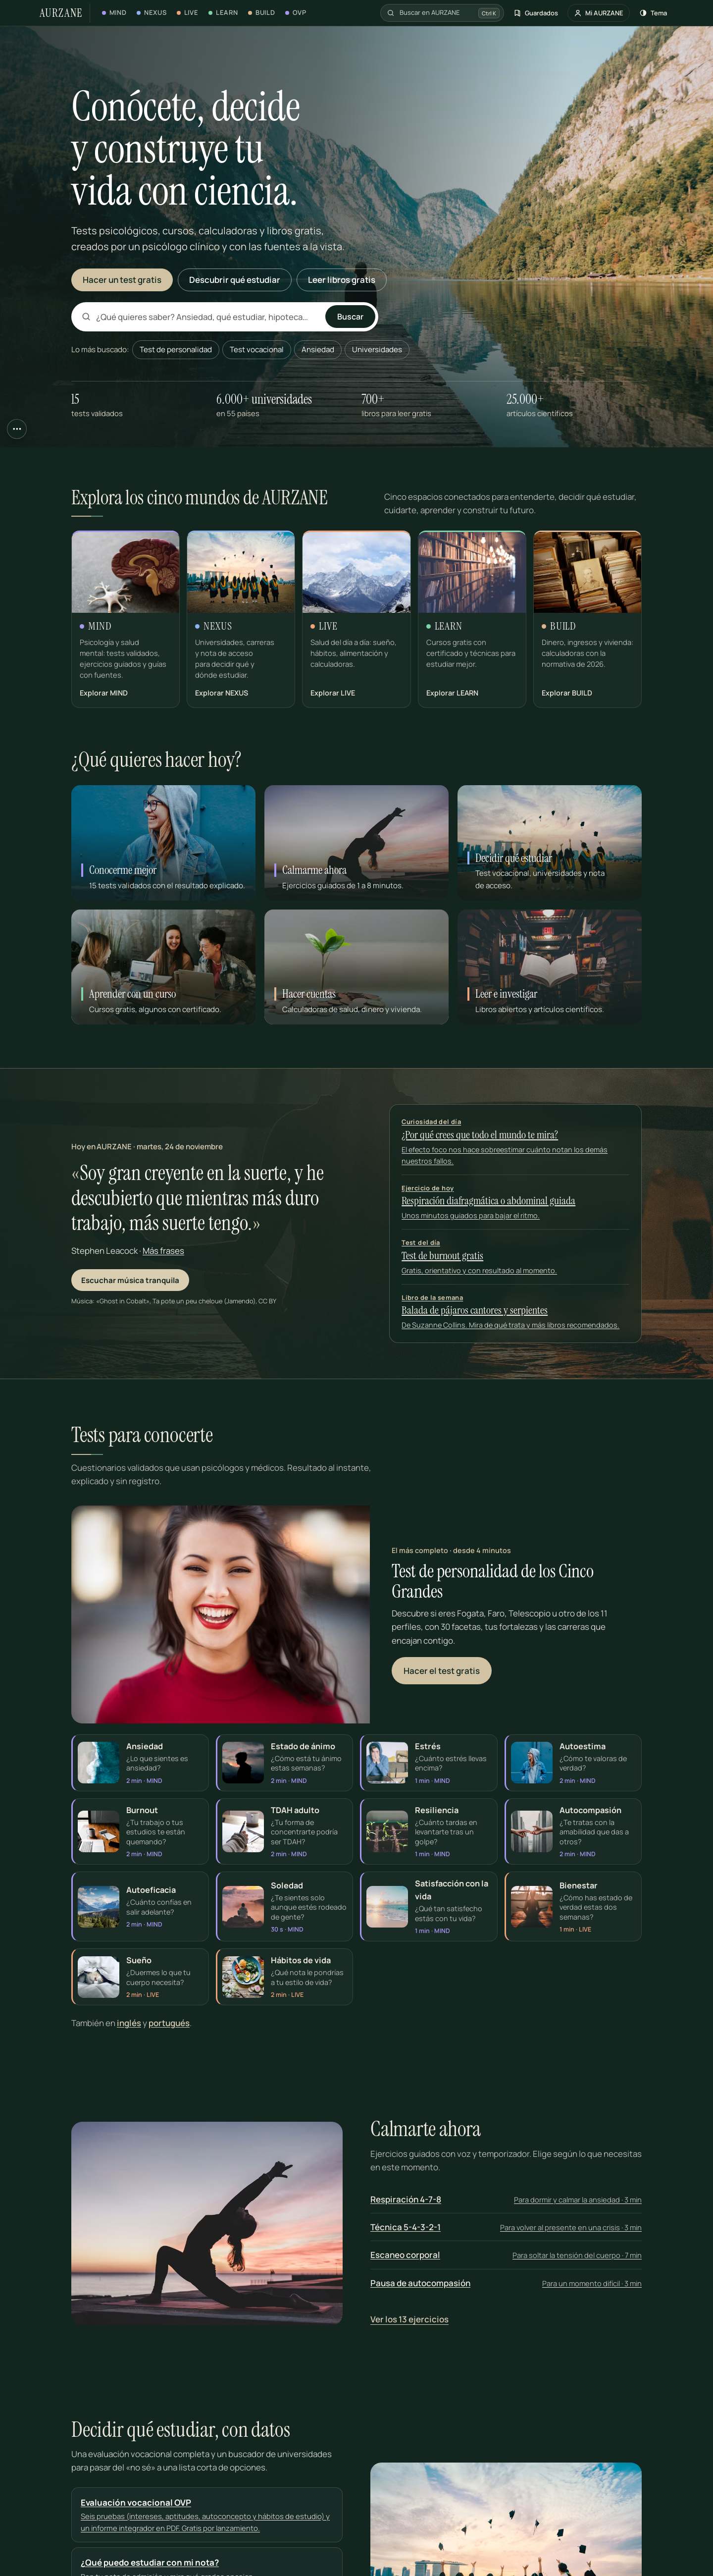 AURZANE
MIND
NEXUS
LIVE
LEARN
BUILD
OVP
Buscar en AURZANE
Ctrl K
Guardados
Mi AURZANE
Tema
Conócete, decide
y construye tu
vida con ciencia.
Tests psicológicos, cursos, calculadoras y libros gratis,
creados por un psicólogo clínico y con las fuentes a la vista.
Hacer un test gratis
Descubrir qué estudiar
Leer libros gratis
¿Qué quieres saber? Ansiedad, qué estudiar, hipoteca...
Buscar
Lo más buscado:
Test de personalidad
Test vocacional
Ansiedad
Universidades
15
tests validados
6.000+ universidades
en 55 países
700+
libros para leer gratis
25.000+
artículos científicos
Explora los cinco mundos de AURZANE
Cinco espacios conectados para entenderte, decidir qué estudiar,
cuidarte, aprender y construir tu futuro.
MIND
Psicología y salud
mental: tests validados,
ejercicios guiados y guías
con fuentes.
Explorar MIND
NEXUS
Universidades, carreras
y nota de acceso
para decidir qué y
dónde estudiar.
Explorar NEXUS
LIVE
Salud del día a día: sueño,
hábitos, alimentación y
calculadoras.
Explorar LIVE
LEARN
Cursos gratis con
certificado y técnicas para
estudiar mejor.
Explorar LEARN
BUILD
Dinero, ingresos y vivienda:
calculadoras con la
normativa de 2026.
Explorar BUILD
¿Qué quieres hacer hoy?
Conocerme mejor
15 tests validados con el resultado explicado.
Calmarme ahora
Ejercicios guiados de 1 a 8 minutos.
Decidir qué estudiar
Test vocacional, universidades y nota
de acceso.
Aprender con un curso
Cursos gratis, algunos con certificado.
Hacer cuentas
Calculadoras de salud, dinero y vivienda.
Leer e investigar
Libros abiertos y artículos científicos.
Hoy en AURZANE · martes, 24 de noviembre
«Soy gran creyente en la suerte, y he
descubierto que mientras más duro
trabajo, más suerte tengo.»
Stephen Leacock · Más frases
Escuchar música tranquila
Música: «Ghost in Cobalt», Ta pote un peu cheloue (Jamendo), CC BY
Curiosidad del día
¿Por qué crees que todo el mundo te mira?
El efecto foco nos hace sobreestimar cuánto notan los demás
nuestros fallos.
Ejercicio de hoy
Respiración diafragmática o abdominal guiada
Unos minutos guiados para bajar el ritmo.
Test del día
Test de burnout gratis
Gratis, orientativo y con resultado al momento.
Libro de la semana
Balada de pájaros cantores y serpientes
De Suzanne Collins. Mira de qué trata y más libros recomendados.
Tests para conocerte
Cuestionarios validados que usan psicólogos y médicos. Resultado al instante,
explicado y sin registro.
El más completo · desde 4 minutos
Test de personalidad de los Cinco
Grandes
Descubre si eres Fogata, Faro, Telescopio u otro de los 11
perfiles, con 30 facetas, tus fortalezas y las carreras que
encajan contigo.
Hacer el test gratis
Ansiedad
¿Lo que sientes es
ansiedad?
2 min · MIND
Estado de ánimo
¿Cómo está tu ánimo
estas semanas?
2 min · MIND
Estrés
¿Cuánto estrés llevas
encima?
1 min · MIND
Autoestima
¿Cómo te valoras de
verdad?
2 min · MIND
Burnout
¿Tu trabajo o tus
estudios te están
quemando?
2 min · MIND
TDAH adulto
¿Tu forma de
concentrarte podría
ser TDAH?
2 min · MIND
Resiliencia
¿Cuánto tardas en
levantarte tras un
golpe?
1 min · MIND
Autocompasión
¿Te tratas con la
amabilidad que das a
otros?
2 min · MIND
Autoeficacia
¿Cuánto confías en
salir adelante?
2 min · MIND
Soledad
¿Te sientes solo
aunque estés rodeado
de gente?
30 s · MIND
Satisfacción con la
vida
¿Qué tan satisfecho
estás con tu vida?
1 min · MIND
Bienestar
¿Cómo has estado de
verdad estas dos
semanas?
1 min · LIVE
Sueño
¿Duermes lo que tu
cuerpo necesita?
2 min · LIVE
Hábitos de vida
¿Qué nota le pondrías
a tu estilo de vida?
2 min · LIVE
También en inglés y portugués.
Calmarte ahora
Ejercicios guiados con voz y temporizador. Elige según lo que necesitas
en este momento.
Respiración 4-7-8
Para dormir y calmar la ansiedad · 3 min
Técnica 5-4-3-2-1
Para volver al presente en una crisis · 3 min
Escaneo corporal
Para soltar la tensión del cuerpo · 7 min
Pausa de autocompasión
Para un momento difícil · 3 min
Ver los 13 ejercicios
Decidir qué estudiar, con datos
Una evaluación vocacional completa y un buscador de universidades
para pasar del «no sé» a una lista corta de opciones.
Evaluación vocacional OVP
Seis pruebas (intereses, aptitudes, autoconcepto y hábitos de estudio) y
un informe integrador en PDF. Gratis por lanzamiento.
¿Qué puedo estudiar con mi nota?